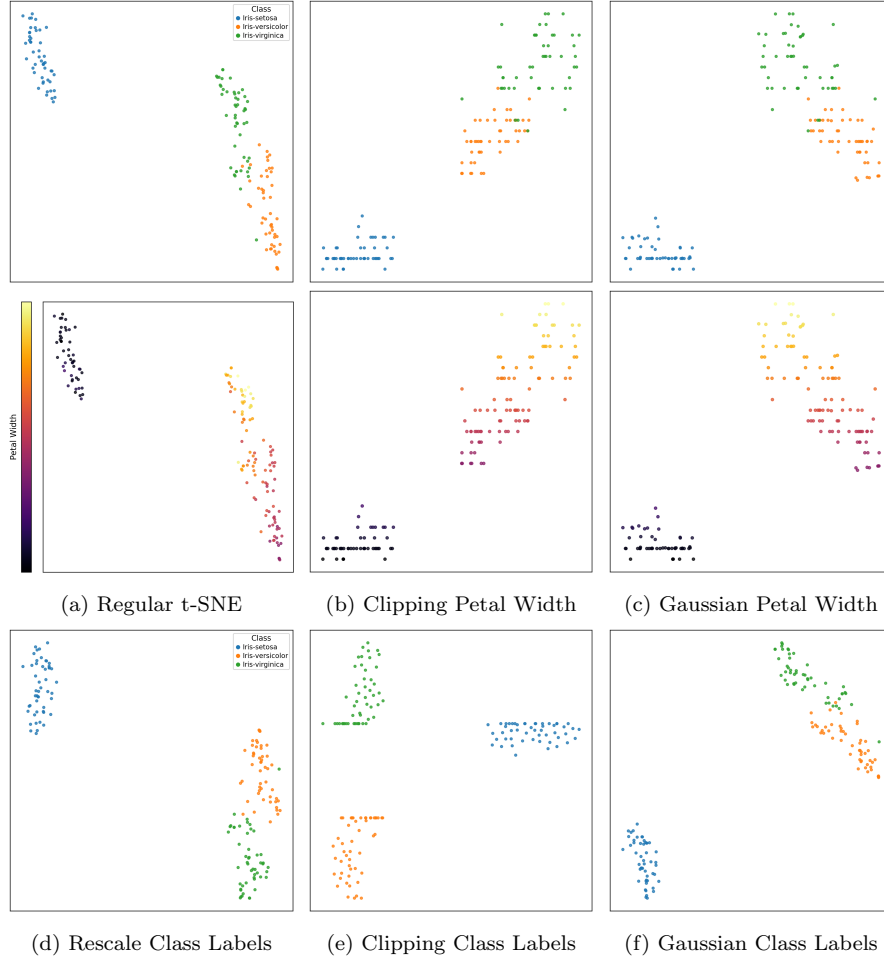 Class
Iris-setosa
Iris-versicolor
Iris-virginica
Petal Width
(a) Regular t-SNE
(b) Clipping Petal Width
(c) Gaussian Petal Width
Class
Iris-setosa
Iris-versicolor
Iris-virginica
(d) Rescale Class Labels
(e) Clipping Class Labels
(f) Gaussian Class Labels